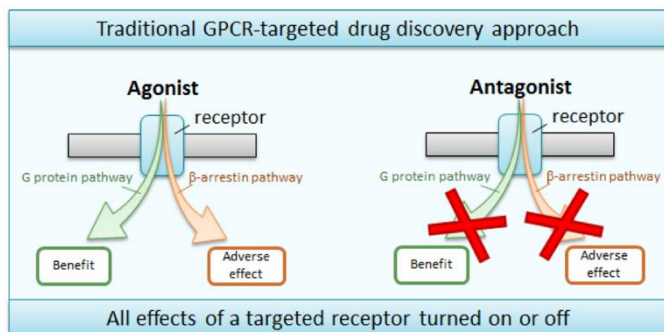 Traditional GPCR-targeted drug discovery approach
Agonist
receptor
G protein pathway
β-arrestin pathway
Benefit
Adverse
effect
Antagonist
receptor
G protein pathway
β-arrestin pathway
Benefit
Adverse
effect
All effects of a targeted receptor turned on or off